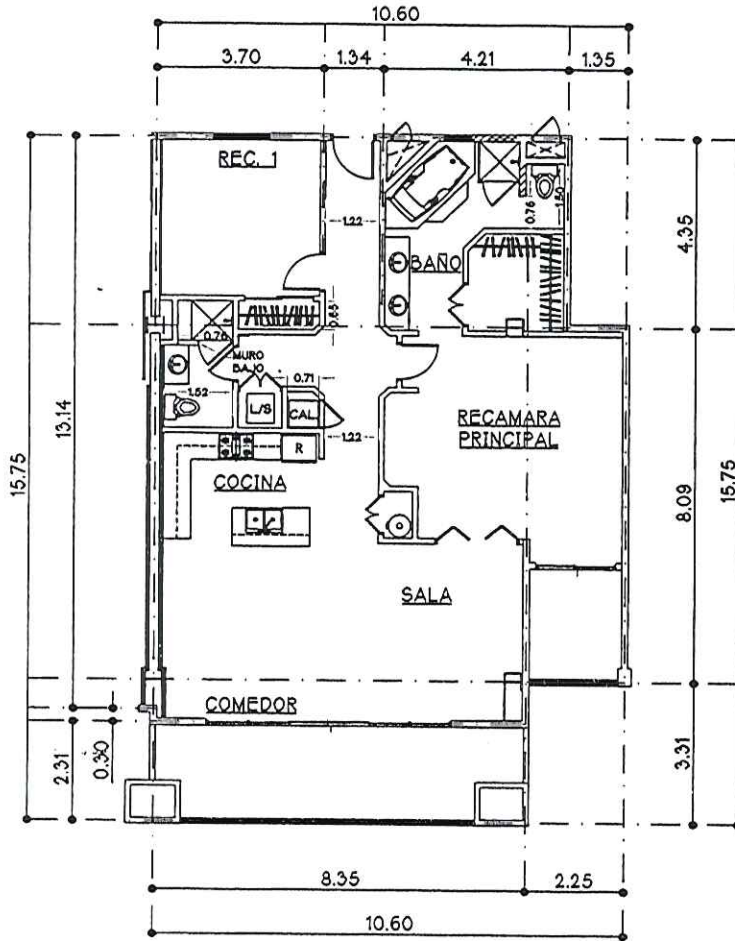 10.60
3.70
1.34
4.21
1.35
REC. 1
1.22
0.76
1.50
BAÑO
4.35
0.65
0.76
MURO
BAJO
0.71
1.52
L/S
CAL.
1.22
R
RECAMARA
PRINCIPAL
COCINA
13.14
15.75
8.09
15.75
SALA
COMEDOR
2.31
0.30
3.31
8.35
2.25
10.60